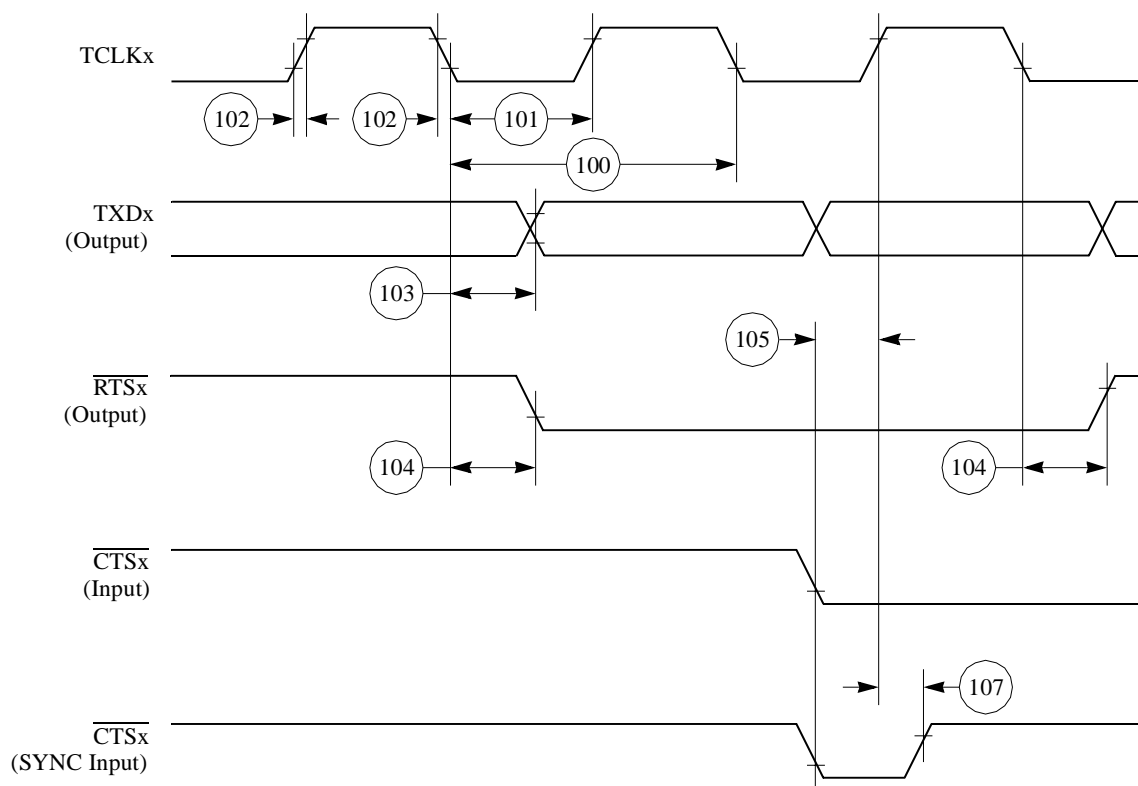 TCLKx
102
102
101
100
TXDx
(Output)
103
105
RTSx
(Output)
104
104
CTSx
(Input)
107
CTSx
(SYNC Input)